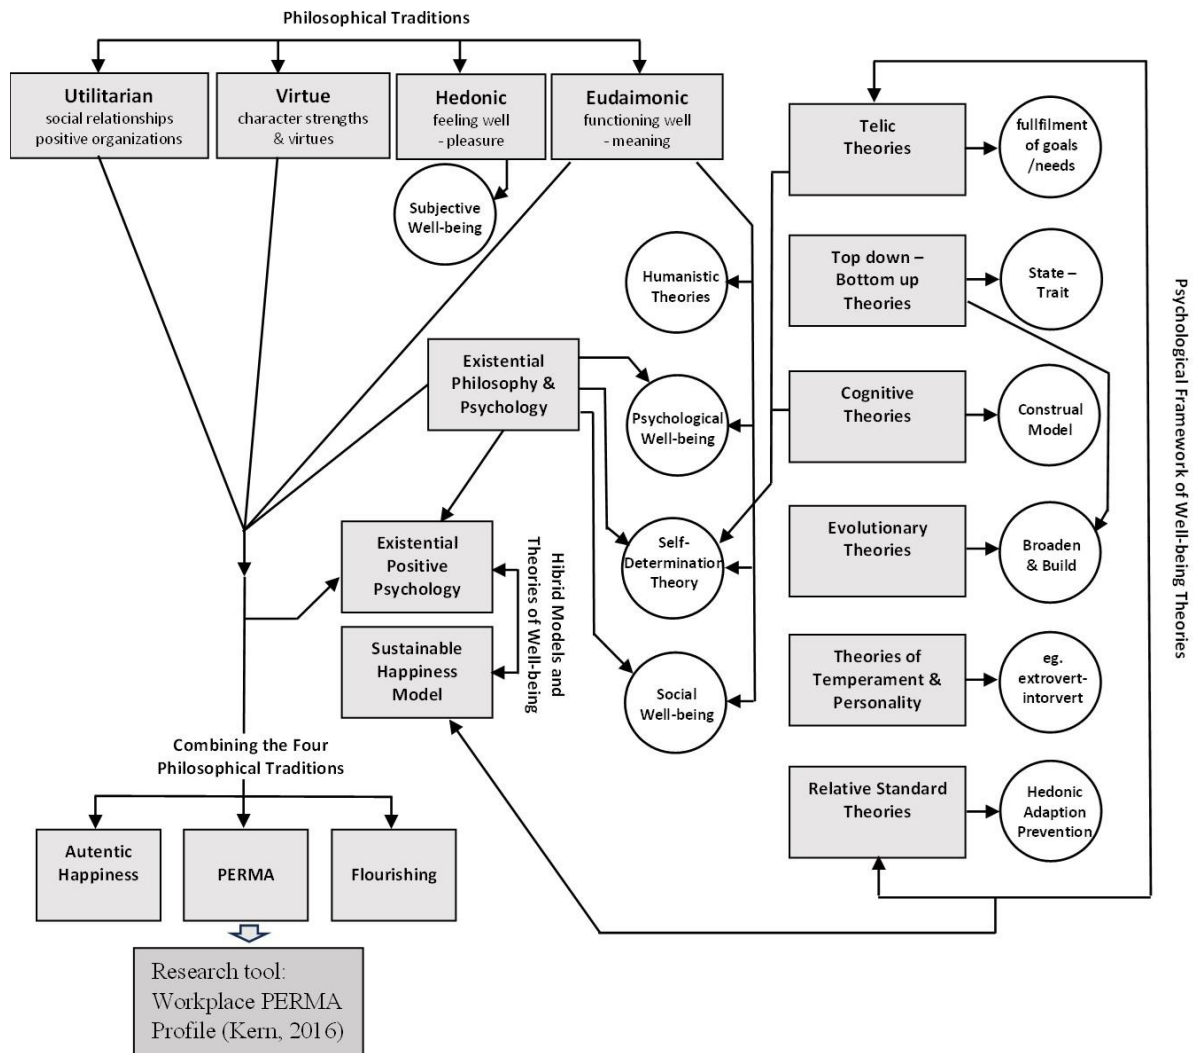 Philosophical Traditions
Utilitarian
social relationships
positive organizations
Virtue
character strengths
& virtues
Hedonic
feeling well
- pleasure
Eudaimonic
functioning well
- meaning
Subjective
Well-being
Humanistic
Theories
Existential
Philosophy &
Psychology
Psychological
Well-being
Existential
Positive
Psychology
Self-
Determination
Theory
Sustainable
Happiness
Model
Hibrid Models and
Theories of Well-being
Social
Well-being
Telic
Theories
fullfilment
of goals
/needs
Top down –
Bottom up
Theories
State –
Trait
Cognitive
Theories
Construal
Model
Evolutionary
Theories
Broaden
& Build
Theories of
Temperament &
Personality
eg.
extrovert-
intorvert
Relative Standard
Theories
Hedonic
Adaption
Prevention
Psychological Framework of Well-being Theories
Combining the Four
Philosophical Traditions
Autentic
Happiness
PERMA
Flourishing
Research tool:
Workplace PERMA
Profile (Kern, 2016)